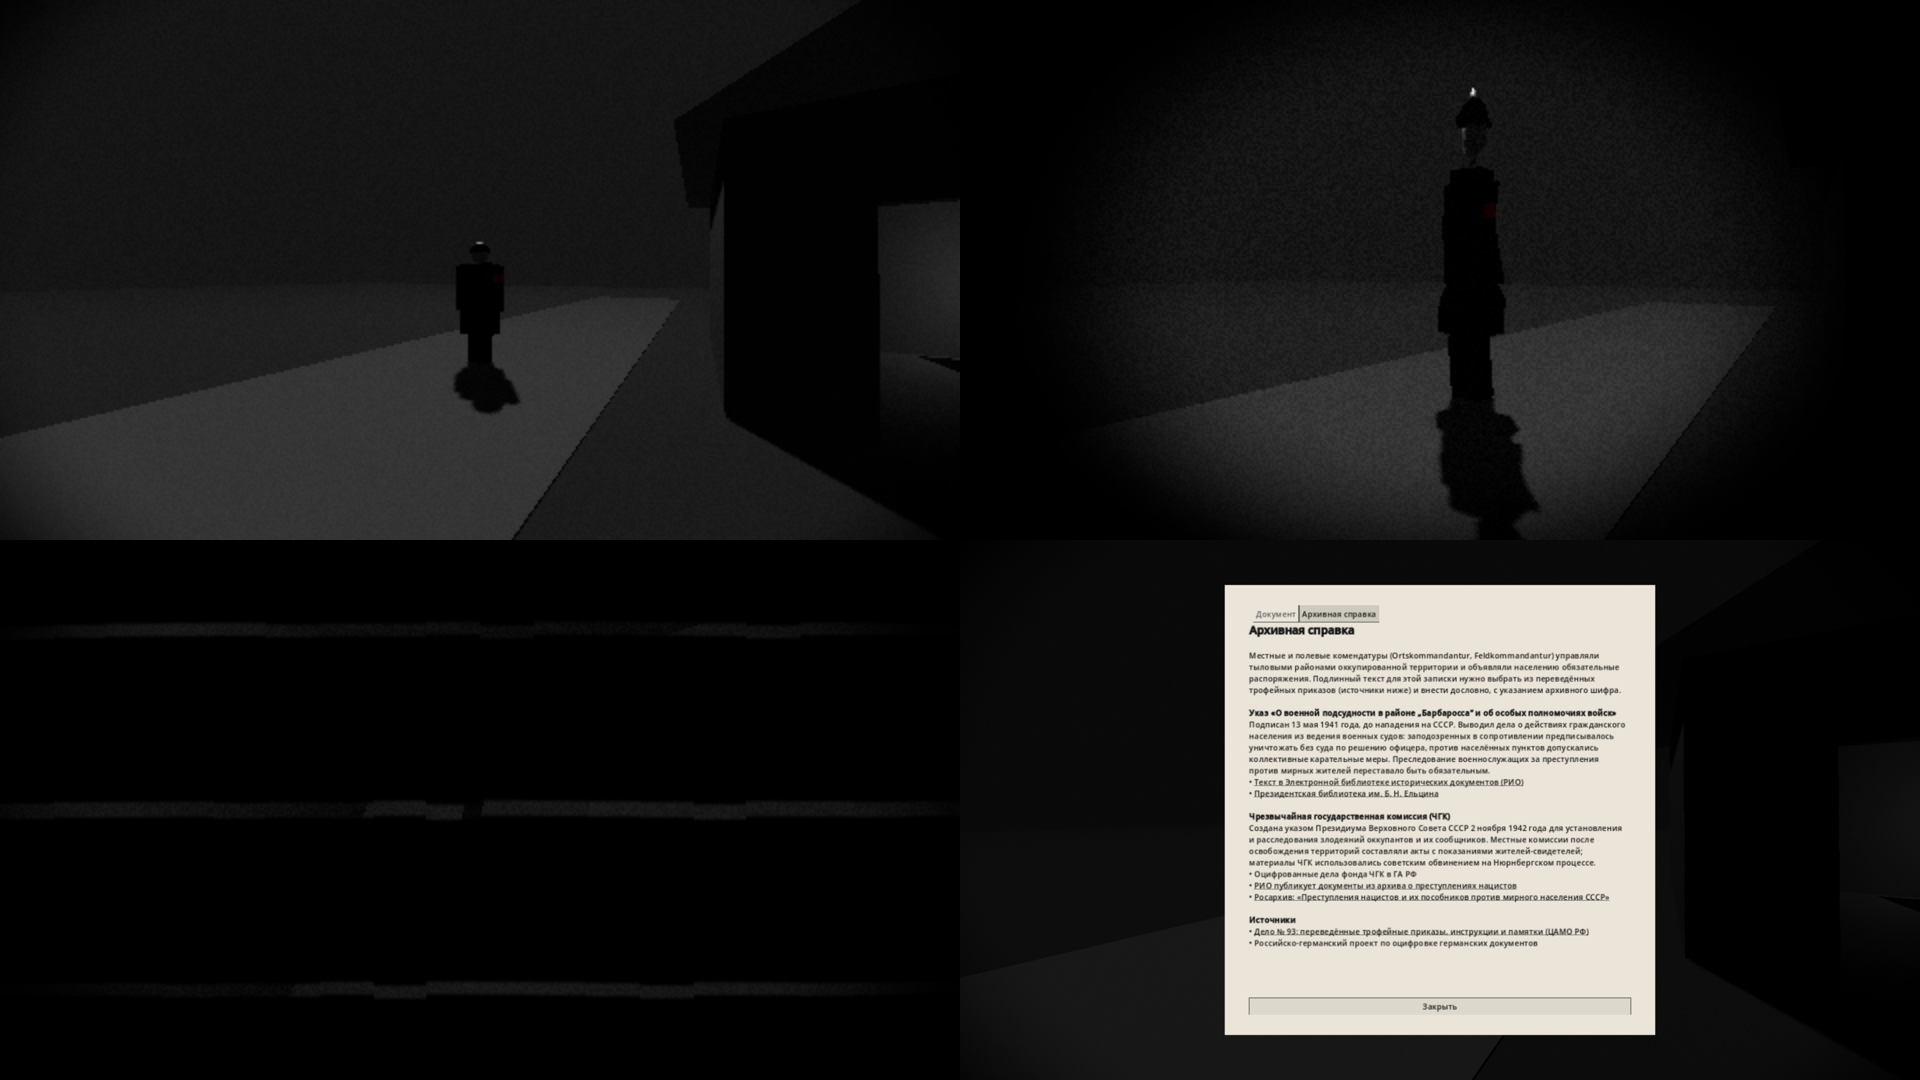 Документ Архивная справка
Архивная справка
Местные и полевые комендатуры (Ortskommandantur, Feldkommandantur) управляли
тыловыми районами оккупированной территории и объявляли населению обязательные
распоряжения. Подлинный текст для этой записки нужно выбрать из переведённых
трофейных приказов (источники ниже) и внести дословно, с указанием архивного шифра.
Указ «О военной подсудности в районе „Барбаросса“ и об особых полномочиях войск»
Подписан 13 мая 1941 года, до нападения на СССР. Выводил дела о действиях гражданского
населения из ведения военных судов: заподозренных в сопротивлении предписывалось
уничтожать без суда по решению офицера, против населённых пунктов допускались
коллективные карательные меры. Преследование военнослужащих за преступления
против мирных жителей переставало быть обязательным.
• Текст в Электронной библиотеке исторических документов (РИО)
• Президентская библиотека им. Б. Н. Ельцина
Чрезвычайная государственная комиссия (ЧГК)
Создана указом Президиума Верховного Совета СССР 2 ноября 1942 года для установления
и расследования злодеяний оккупантов и их сообщников. Местные комиссии после
освобождения территорий составляли акты с показаниями жителей-свидетелей;
материалы ЧГК использовались советским обвинением на Нюрнбергском процессе.
• Оцифрованные дела фонда ЧГК в ГА РФ
• РИО публикует документы из архива о преступлениях нацистов
• Росархив: «Преступления нацистов и их пособников против мирного населения СССР»
Источники
• Дело № 93: переведённые трофейные приказы, инструкции и памятки (ЦАМО РФ)
• Российско-германский проект по оцифровке германских документов
Закрыть